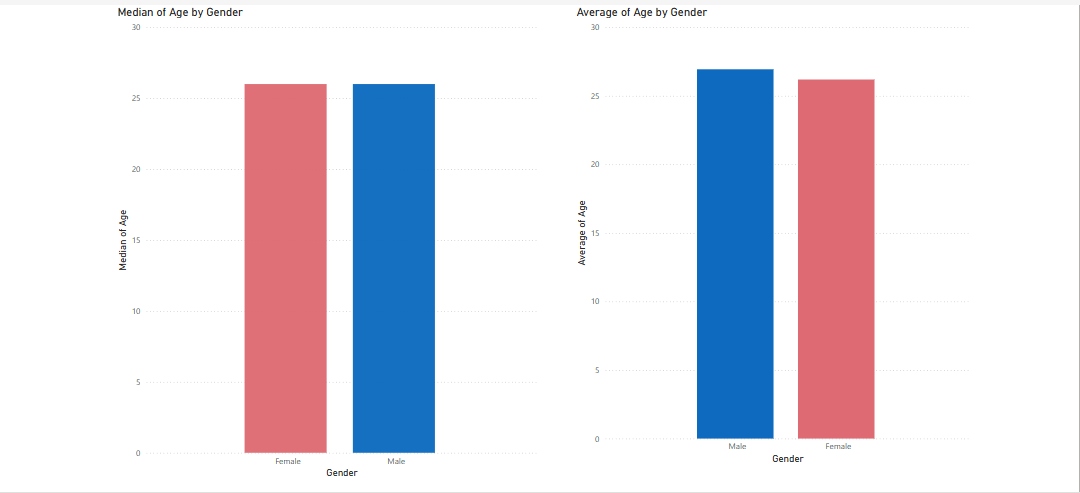 Median of Age by Gender
30
25
20
15
10
5
0
Median of Age
Female
Male
Gender
Average of Age by Gender
30
25
20
15
10
5
0
Average of Age
Male
Female
Gender